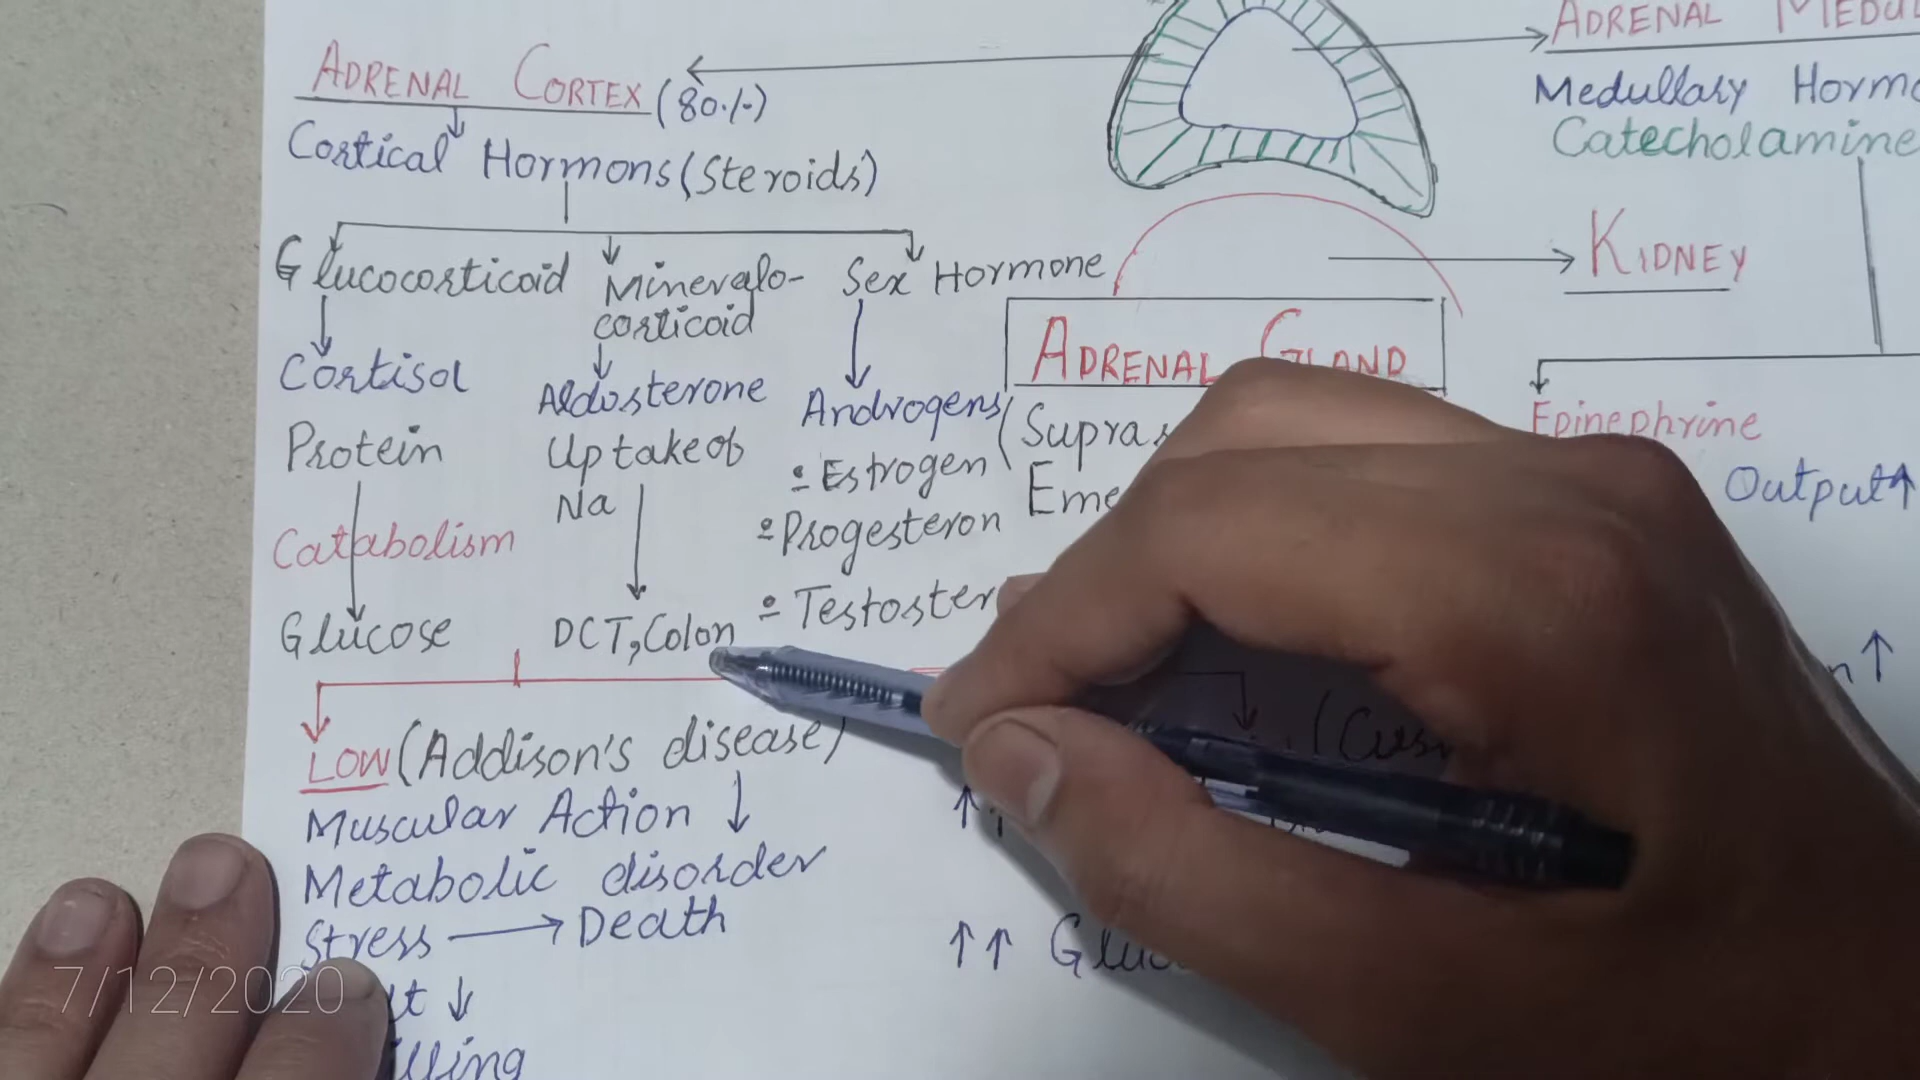 ADRENAL CORTEX (80.1.)
Cortical Hormons (Steroids)
Glucocorticoid
Cortisol
Protein
Catabolism
Glucose
Mineralo-
corticoid
Aldosterone
Uptake of
Na
DCT, Colon
Sex Hormone
Androgens
Estrogen
Progesteron
ADRENAL
Medullary
Catecholamine
KIDNEY
ADRENAL GLAND
Epinephrine
Output ↑
LOW (Addison's disease)
Muscular Action ↓
Metabolic disorder
Stress → Death
↓
↑↑
↑
7/12/2020